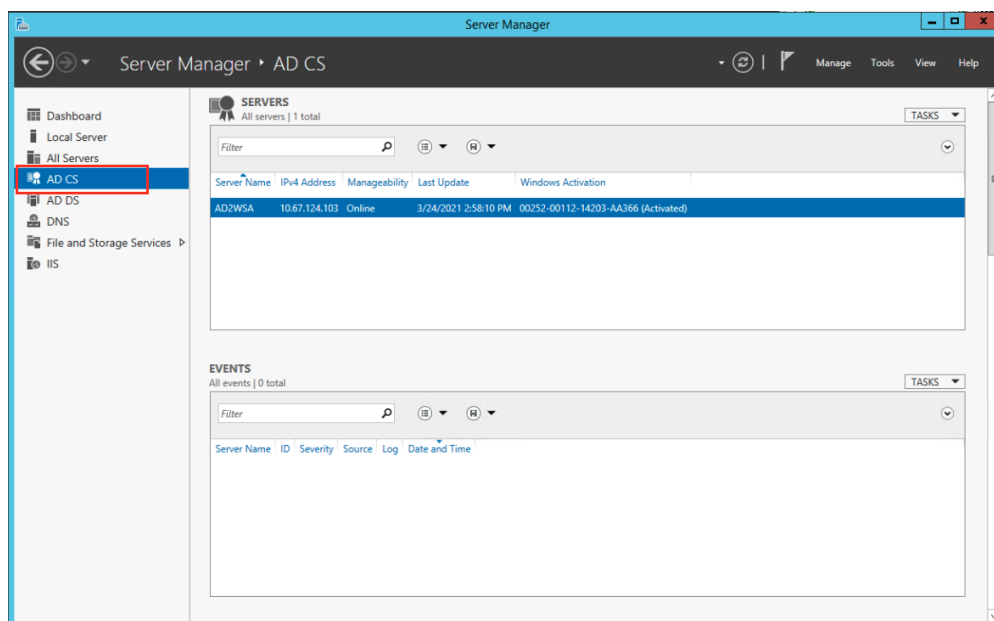 Server Manager
Server Manager ‣ AD CS
Manage Tools View Help
Dashboard
Local Server
All Servers
AD CS
AD DS
DNS
File and Storage Services
IIS
SERVERS
All servers | 1 total
TASKS
Filter
Server Name IPv4 Address Manageability Last Update Windows Activation
AD2WSA 10.67.124.103 Online 3/24/2021 2:58:10 PM 00252-00112-14203-AA366 (Activated)
EVENTS
All events | 0 total
TASKS
Filter
Server Name ID Severity Source Log Date and Time